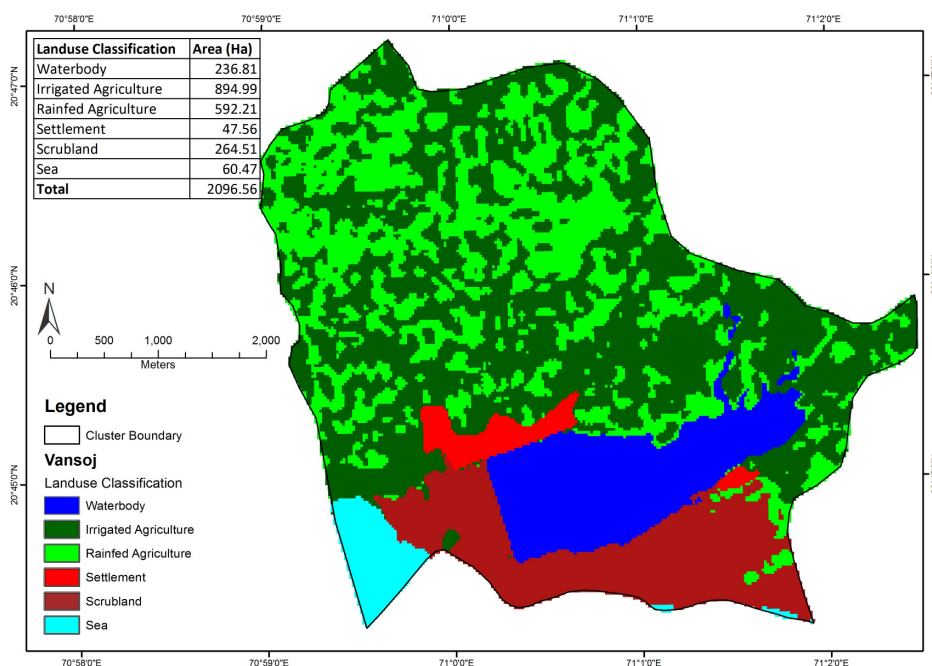 70°58'0"E 70°59'0"E 71°0'0"E 71°1'0"E 71°2'0"E
Landuse Classification Area (Ha)
Waterbody 236.81
Irrigated Agriculture 894.99
Rainfed Agriculture 592.21
Settlement 47.56
Scrubland 264.51
Sea 60.47
Total 2096.56
20°47'0"N
20°46'0"N
20°45'0"N
N
0 500 1,000 2,000
Meters
Legend
Cluster Boundary
Vansoj
Landuse Classification
Waterbody
Irrigated Agriculture
Rainfed Agriculture
Settlement
Scrubland
Sea
70°58'0"E 70°59'0"E 71°0'0"E 71°1'0"E 71°2'0"E